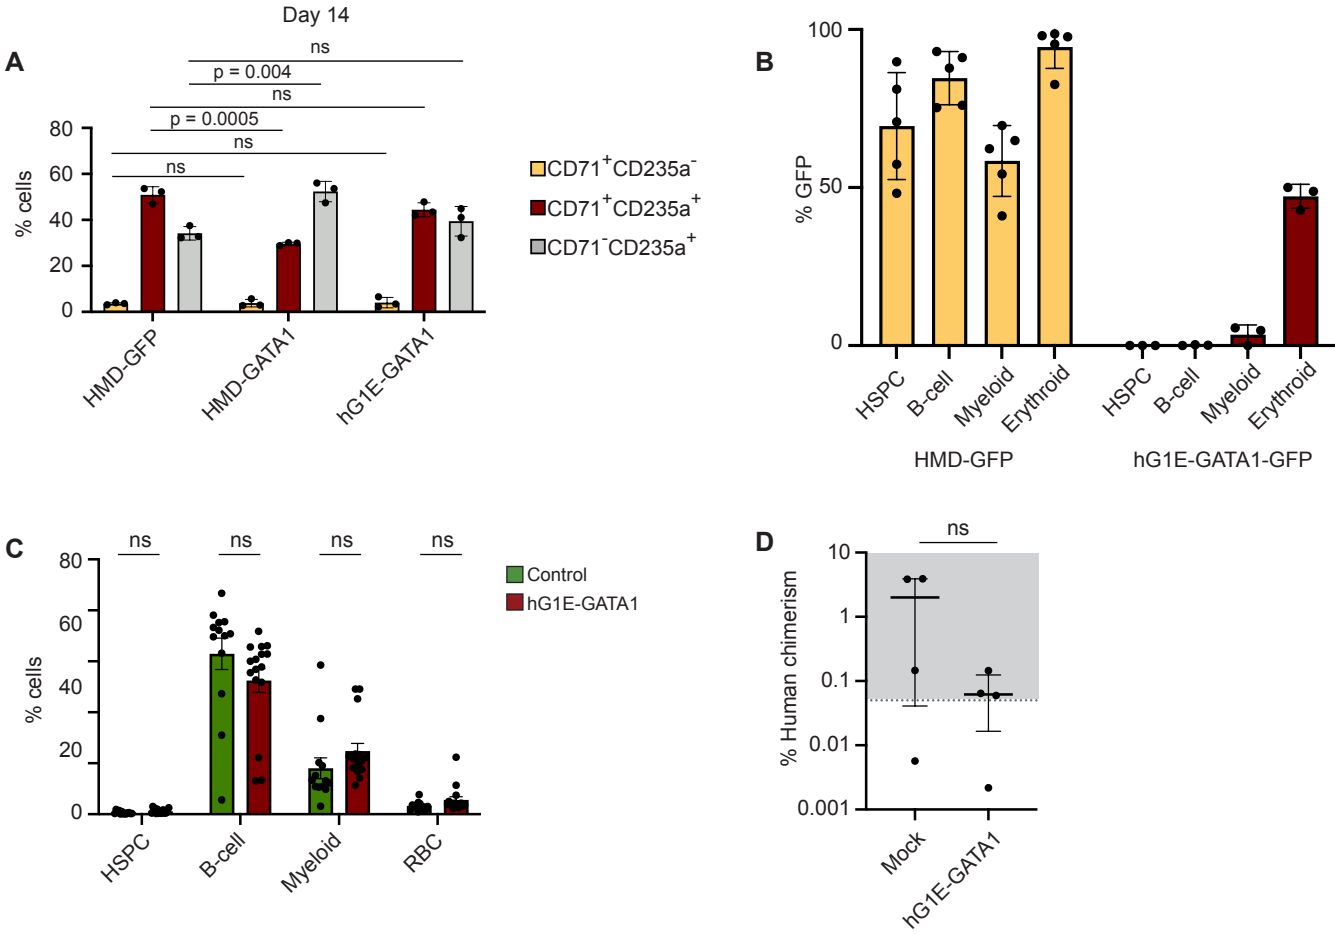 Day 14
A
ns
p = 0.004
ns
p = 0.0005
ns
ns
% cells
80
60
40
20
0
HMD-GFP
HMD-GATA1
hG1E-GATA1
CD71+CD235a-
CD71+CD235a+
CD71-CD235a+
B
% GFP
100
50
0
HSPC
B-cell
Myeloid
Erythroid
HSPC
B-cell
Myeloid
Erythroid
HMD-GFP
hG1E-GATA1-GFP
C
ns
ns
ns
ns
% cells
80
60
40
20
0
HSPC
B-cell
Myeloid
RBC
Control
hG1E-GATA1
D
ns
% Human chimerism
10
1
0.1
0.01
0.001
Mock
hG1E-GATA1